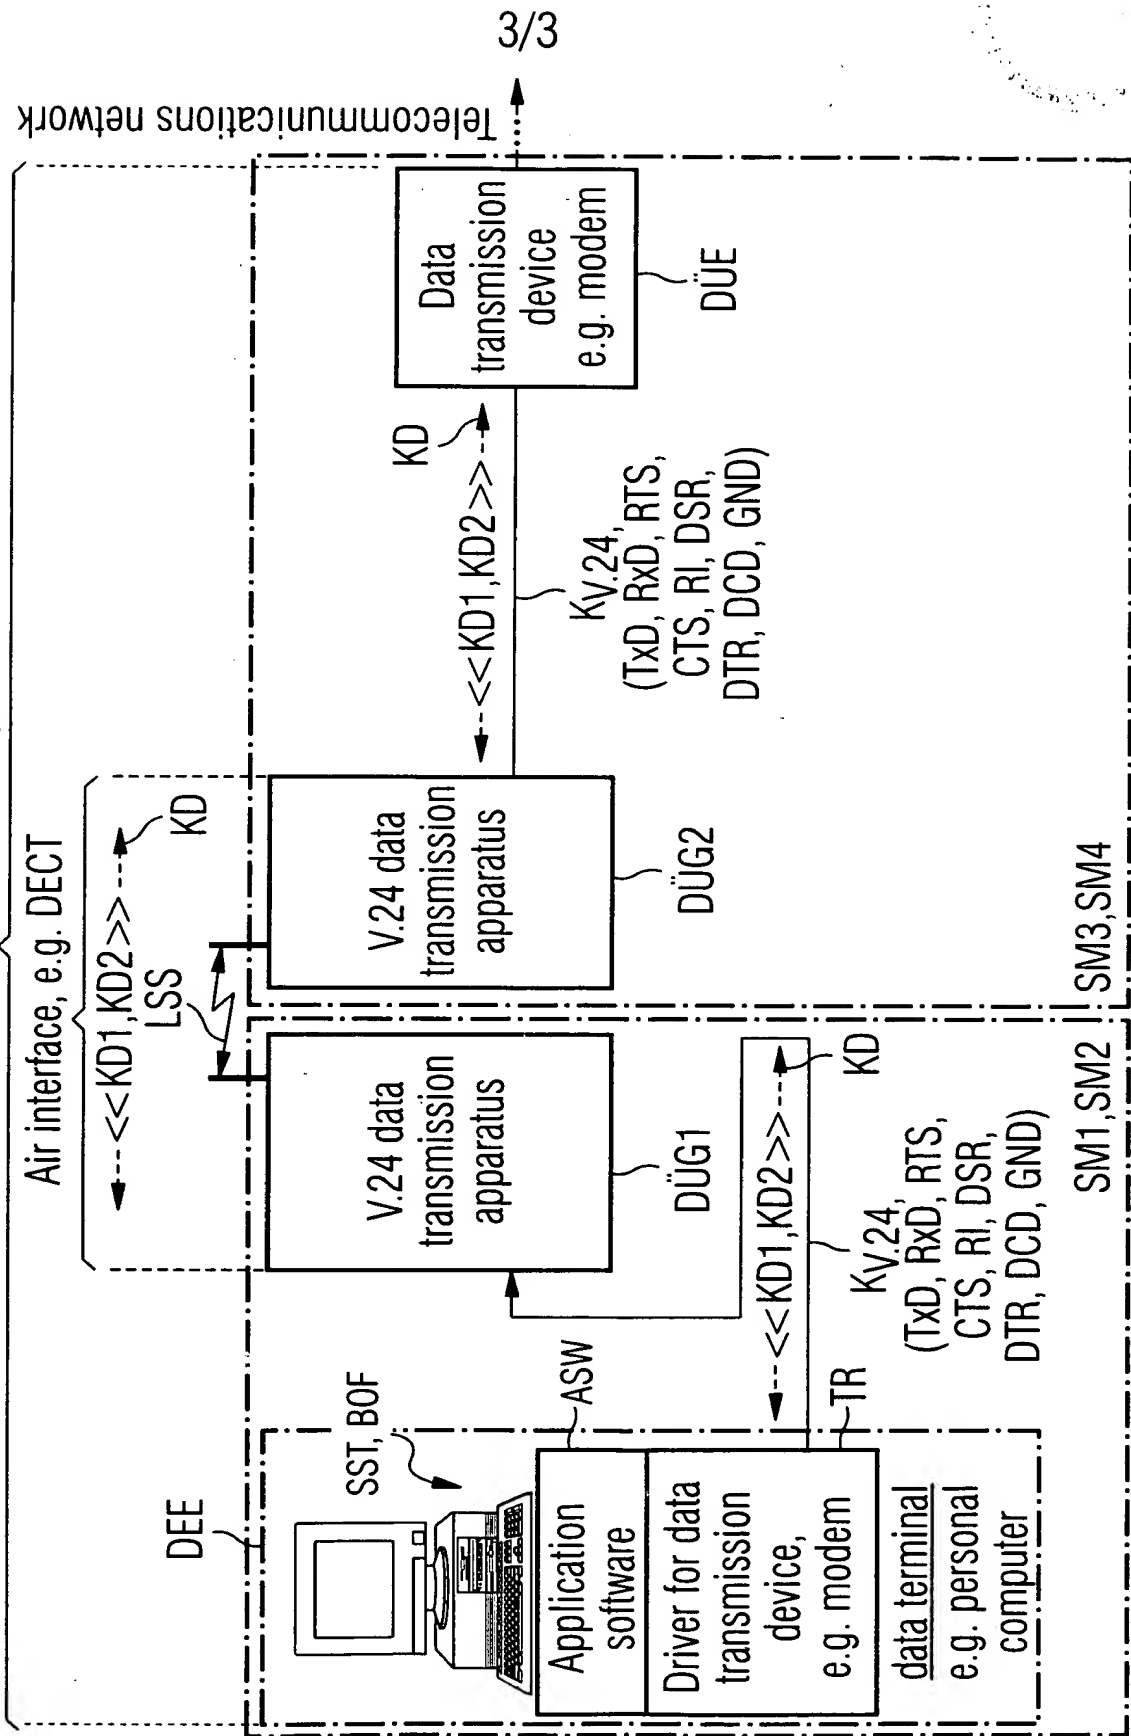 3/3
Telecommunications network
Air interface, e.g. DECT
<<KD1,KD2>>
KD
LSS
DEE
SST, BOF
ASW
Application
software
Driver for data
transmission
device,
e.g. modem
TR
data terminal
e.g. personal
computer
V.24 data
transmission
apparatus
DÜG1
<<KD1,KD2>>
KD
KV.24,
(TxD, RxD, RTS,
CTS, RI, DSR,
DTR, DCD, GND)
SM1,SM2
V.24 data
transmission
apparatus
DÜG2
<<KD1,KD2>>
KD
KV.24,
(TxD, RxD, RTS,
CTS, RI, DSR,
DTR, DCD, GND)
Data
transmission
device
e.g. modem
DÜE
SM3,SM4